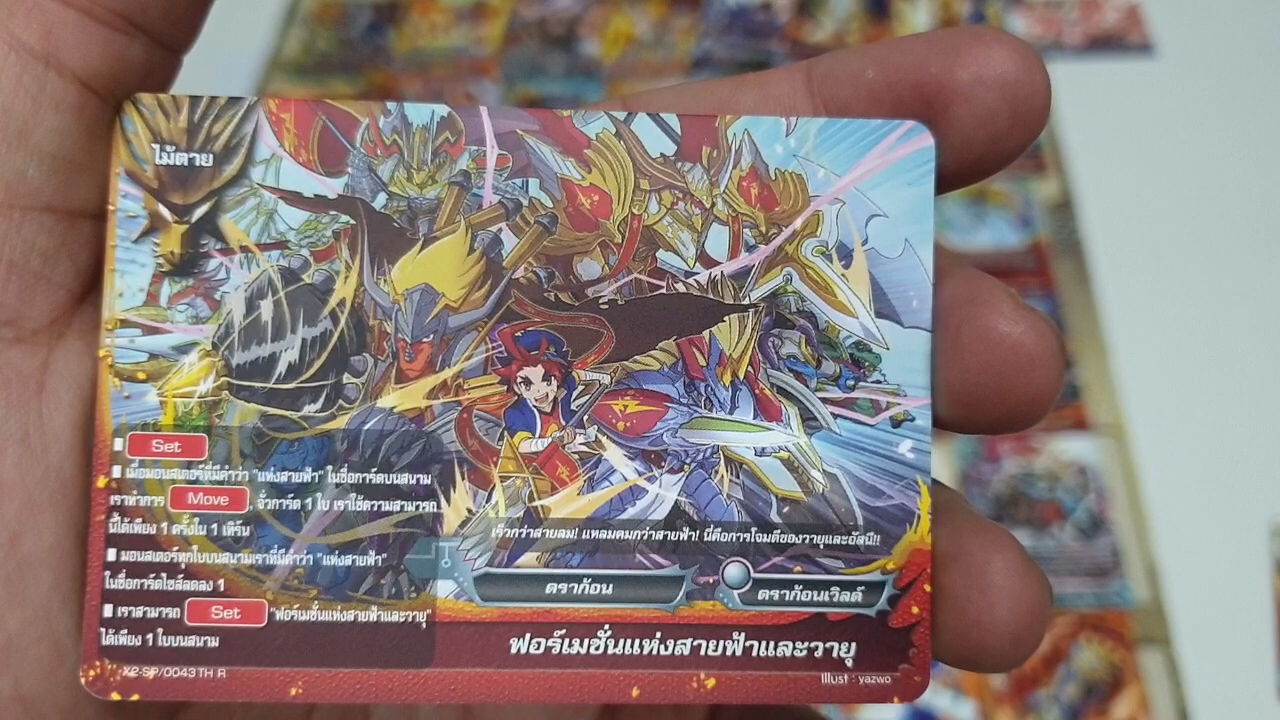 ไม้ตาย
■ Set
■ เมื่อมอนสเตอร์ที่มีคำว่า "แห่งสายฟ้า" ในชื่อการ์ดบนสนาม
เราทำการ Move, จั่วการ์ด 1 ใบ เราใช้ความสามารถ
นี้ได้เพียง 1 ครั้งใน 1 เทิร์น
■ มอนสเตอร์ทุกใบบนสนามเราที่มีคำว่า "แห่งสายฟ้า"
ในชื่อการ์ดไซส์ลดลง 1
■ เราสามารถ Set "ฟอร์เมชั่นแห่งสายฟ้าและวายุ"
ได้เพียง 1 ใบบนสนาม
เร็วกว่าสายลม! แหลมคมกว่าสายฟ้า! นี่คือการโจมตีของวายุและอัสนี!!
ดราก้อน
ดราก้อนเวิลด์
ฟอร์เมชั่นแห่งสายฟ้าและวายุ
X2-SP/0043TH R
Illust : yazwo